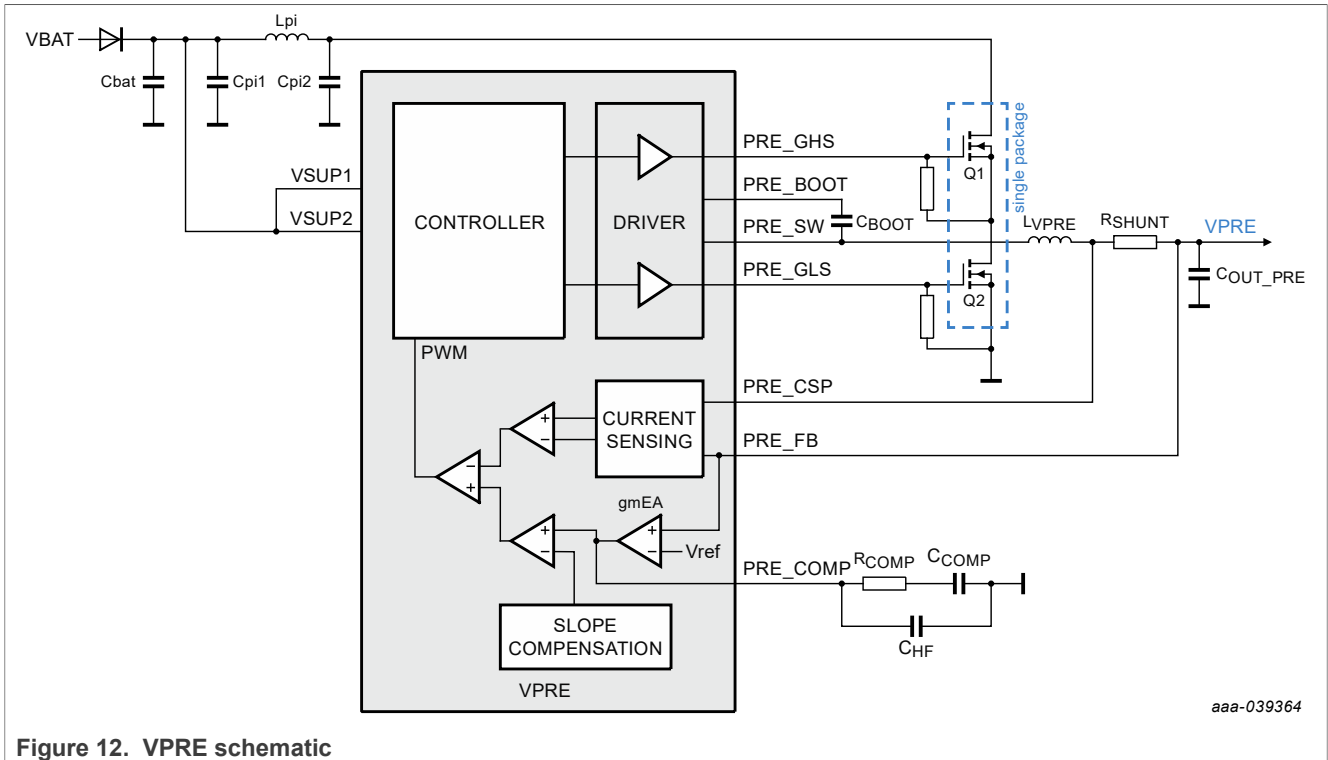 Lpi
VBAT
Cbat
Cpi1
Cpi2
PRE_GHS
single package
Q1
VSUP1
PRE_BOOT
VSUP2
CONTROLLER
DRIVER
CBOOT
PRE_SW
LVPRE
RSHUNT
VPRE
PRE_GLS
COUT_PRE
Q2
PWM
PRE_CSP
CURRENT
SENSING
+
−
PRE_FB
−
+
gmEA
+
−
+
−
Vref
PRE_COMP
RCOMP
CCOMP
SLOPE
COMPENSATION
CHF
VPRE
aaa-039364
Figure 12. VPRE schematic